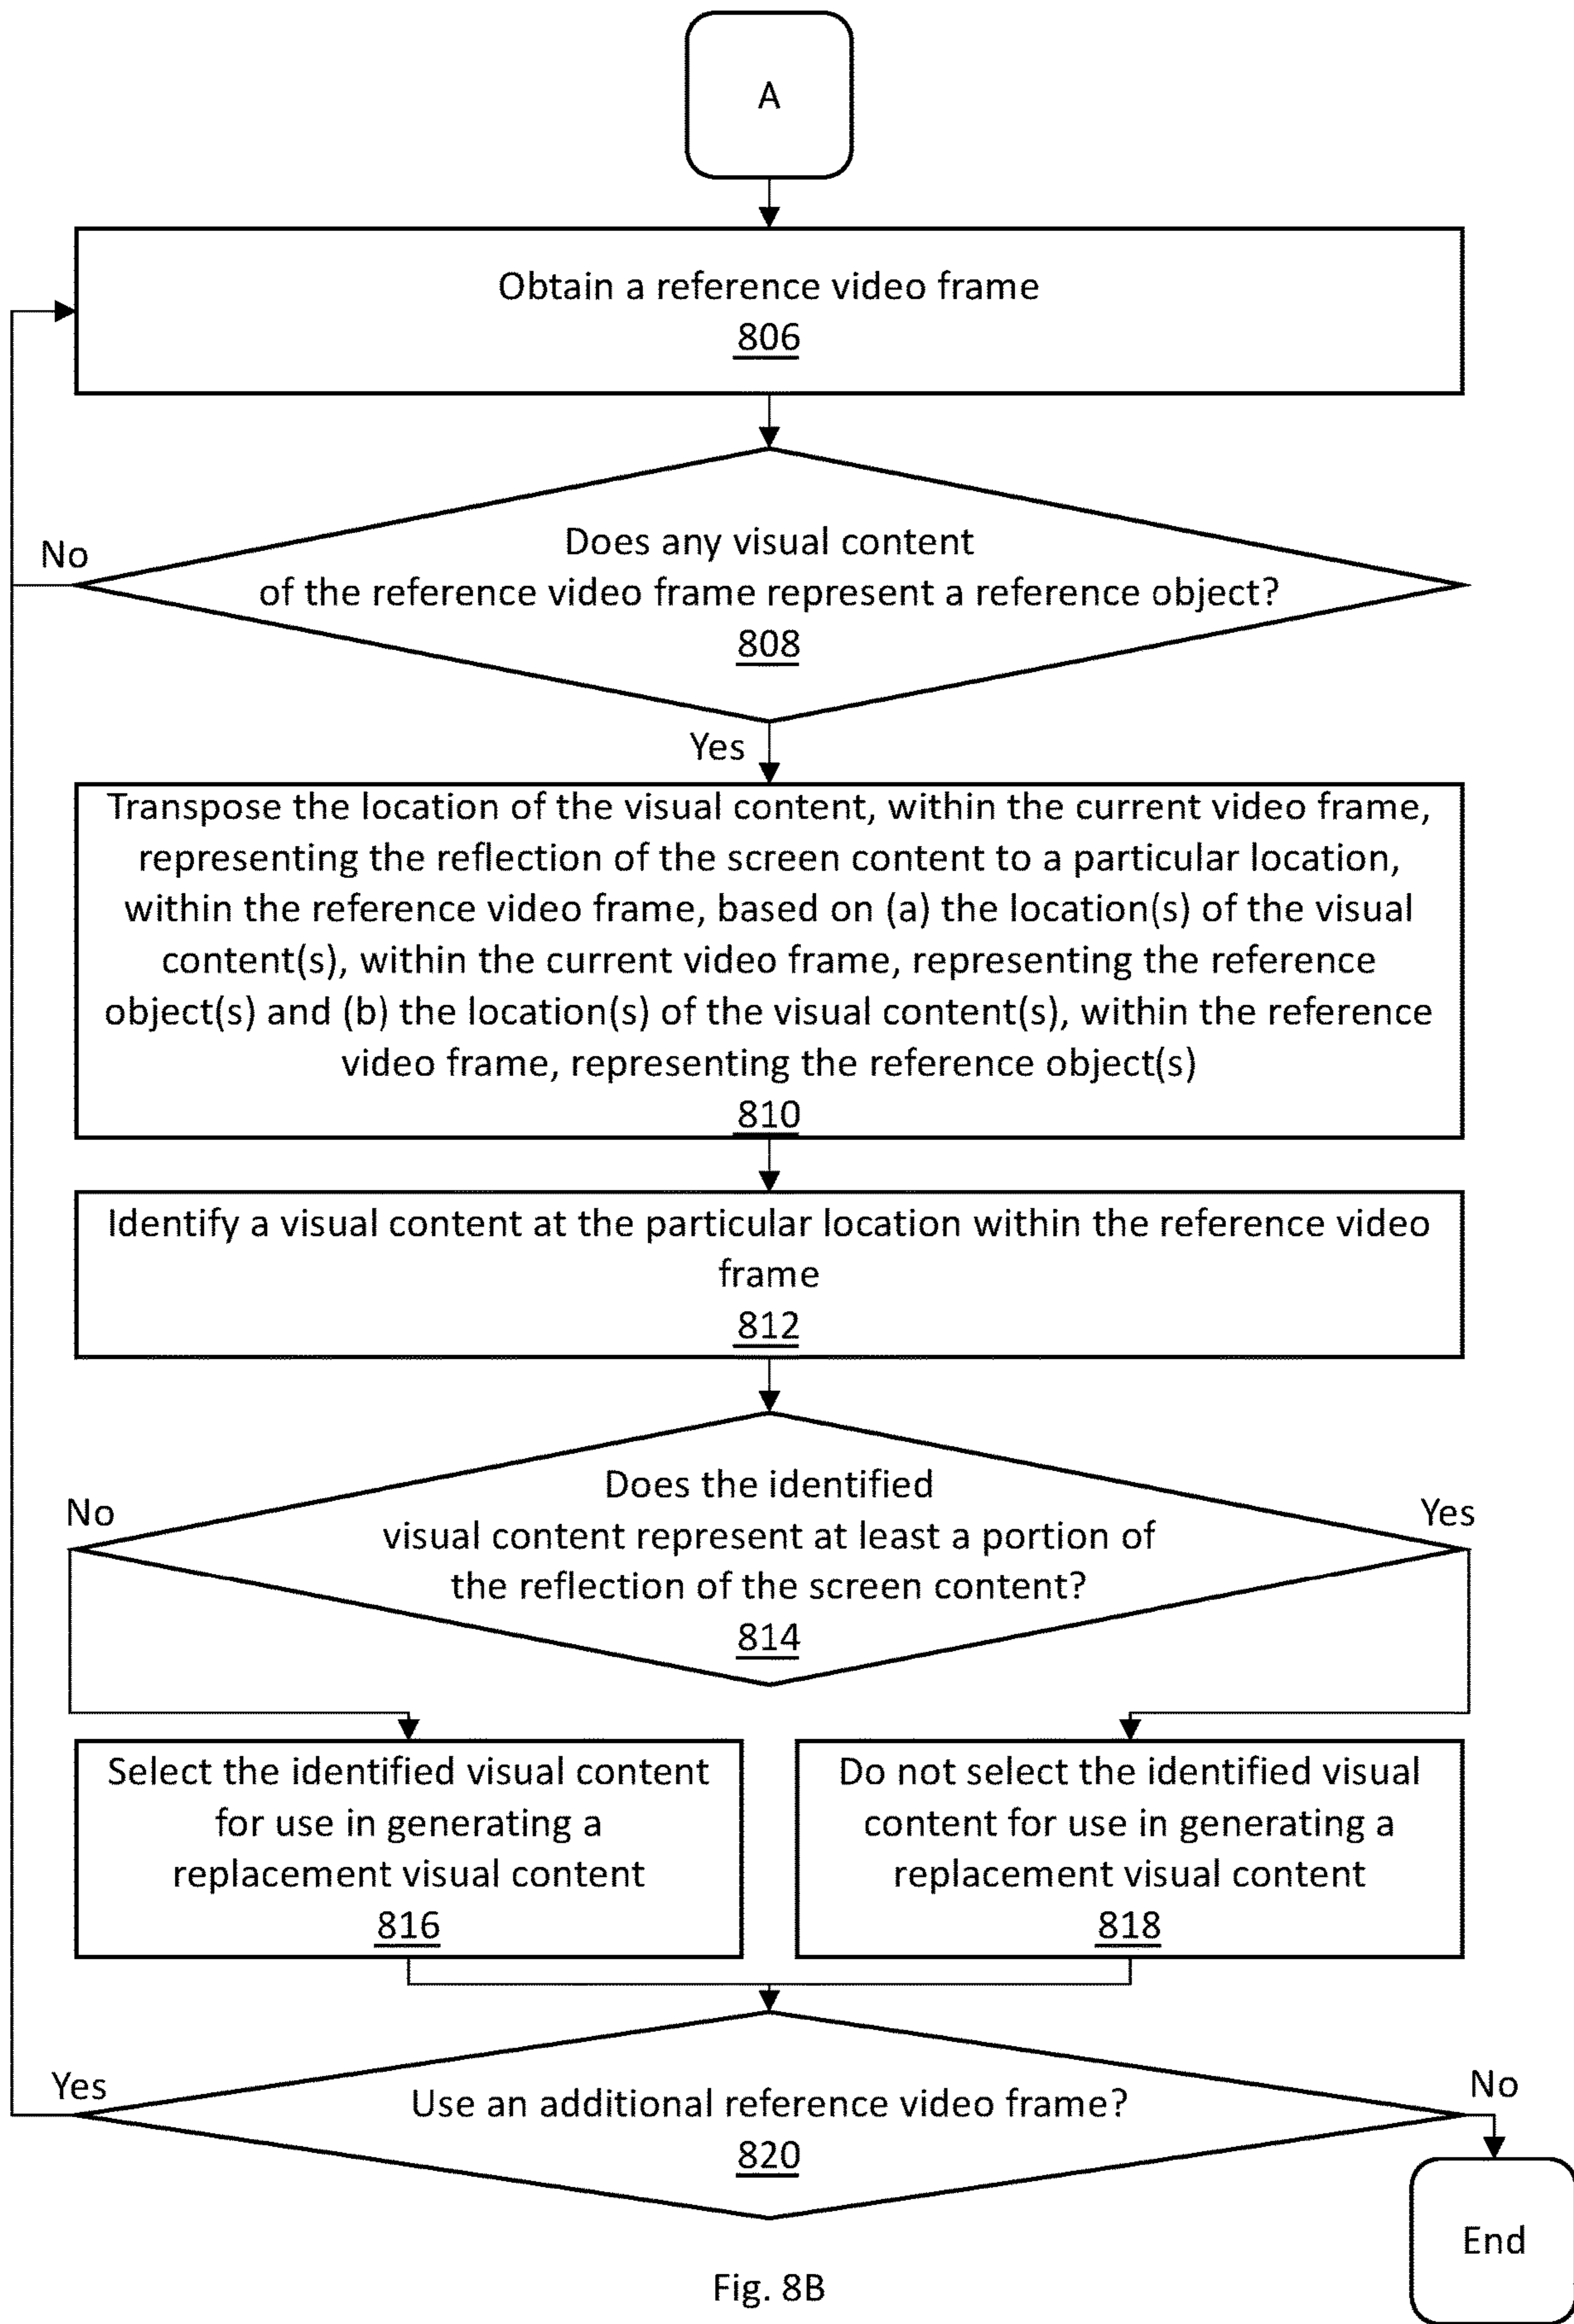 A
Obtain a reference video frame
806
Does any visual content
of the reference video frame represent a reference object?
808
No
Yes
Transpose the location of the visual content, within the current video frame,
representing the reflection of the screen content to a particular location,
within the reference video frame, based on (a) the location(s) of the visual
content(s), within the current video frame, representing the reference
object(s) and (b) the location(s) of the visual content(s), within the reference
video frame, representing the reference object(s)
810
Identify a visual content at the particular location within the reference video
frame
812
Does the identified
visual content represent at least a portion of
the reflection of the screen content?
814
No
Yes
Select the identified visual content
for use in generating a
replacement visual content
816
Do not select the identified visual
content for use in generating a
replacement visual content
818
Use an additional reference video frame?
820
Yes
No
End
Fig. 8B